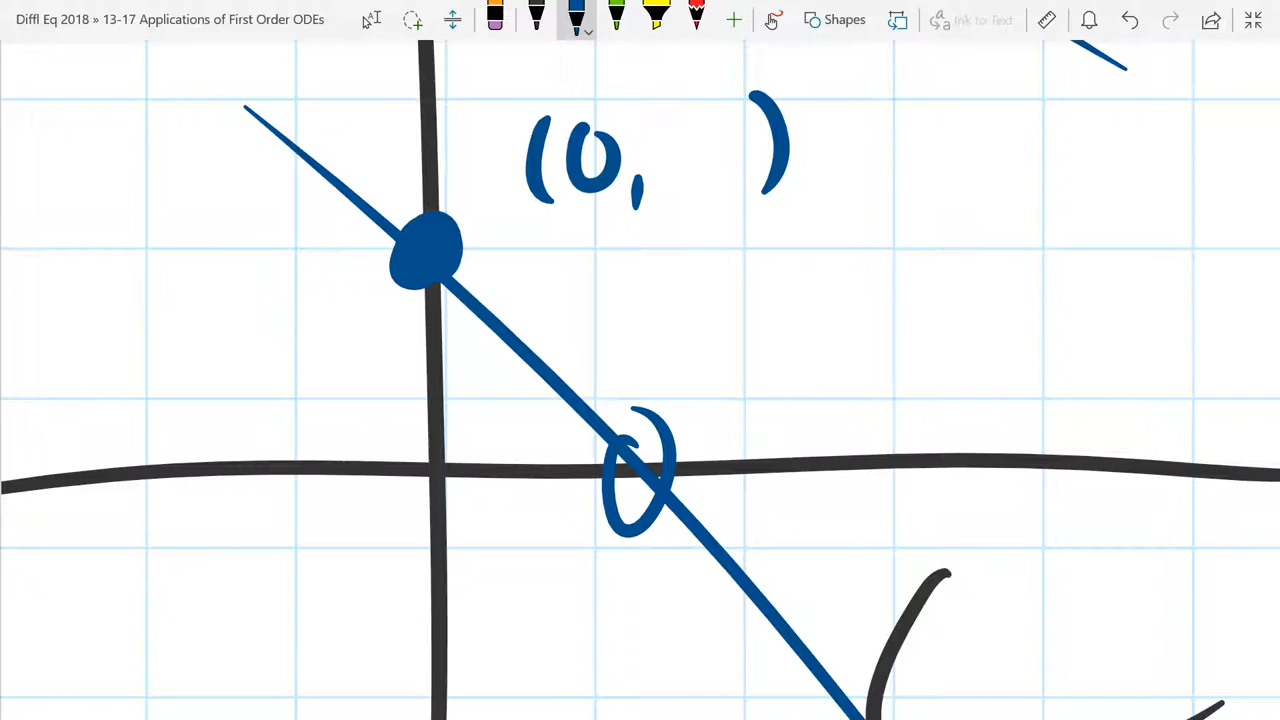 Diffl Eq 2018 » 13-17 Applications of First Order ODEs
Shapes
Ink to Text
(0, )